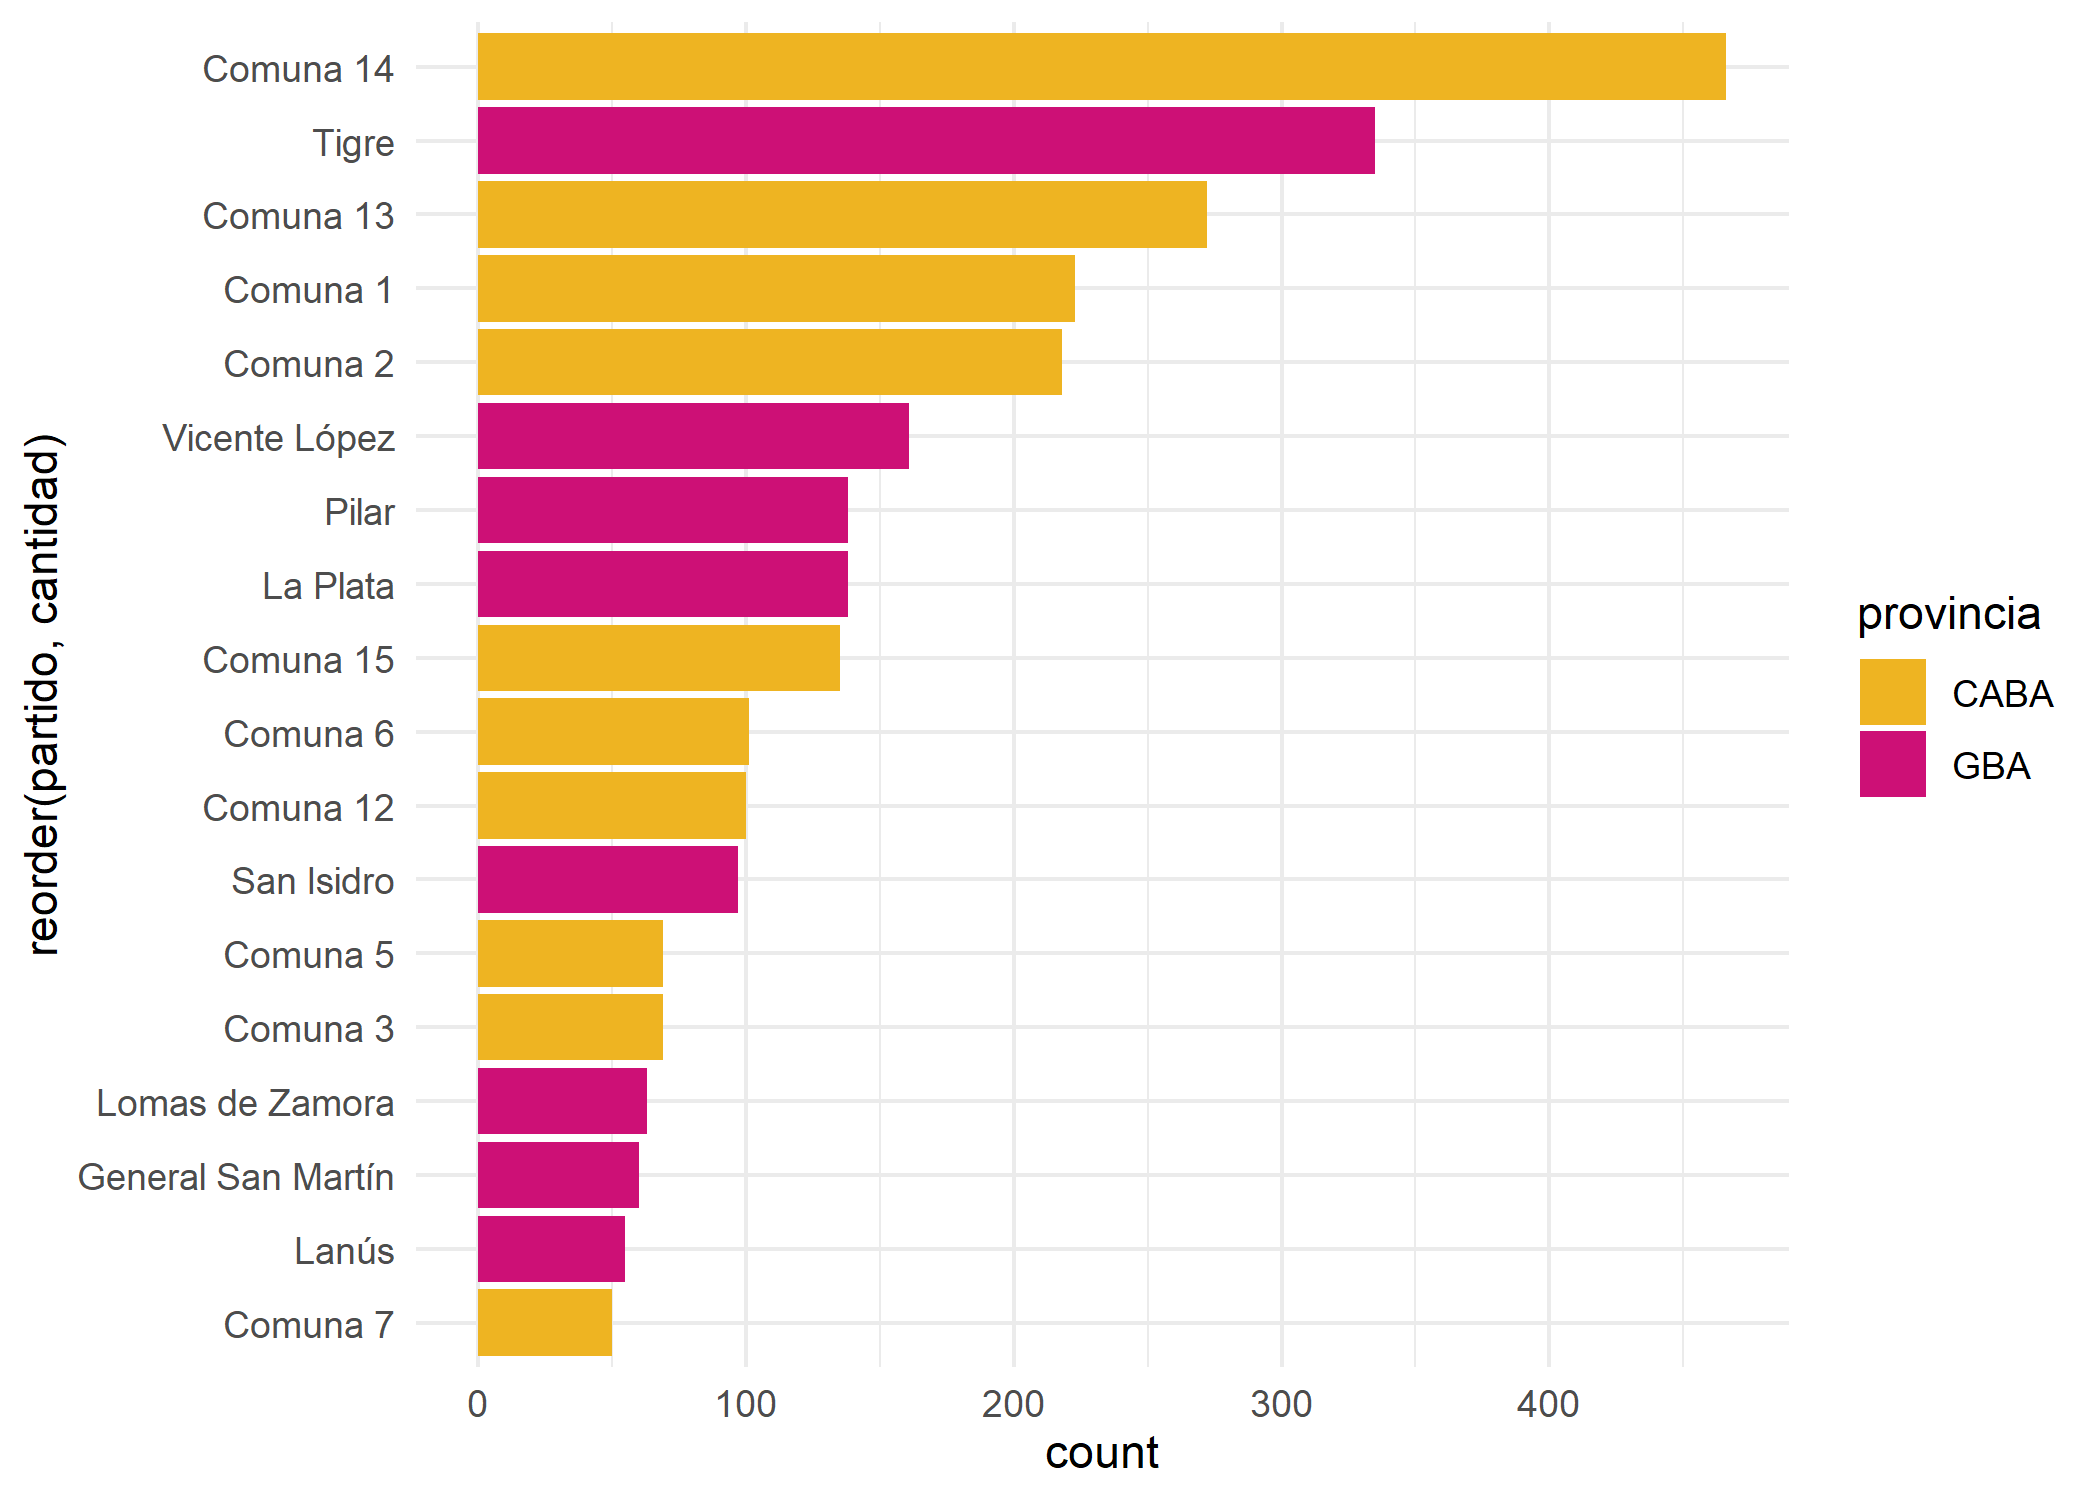 Comuna 14
Tigre
Comuna 13
Comuna 1
Comuna 2
Vicente López
Pilar
La Plata
Comuna 15
Comuna 6
Comuna 12
San Isidro
Comuna 5
Comuna 3
Lomas de Zamora
General San Martín
Lanús
Comuna 7
reorder(partido, cantidad)
0 100 200 300 400
count
provincia
CABA
GBA